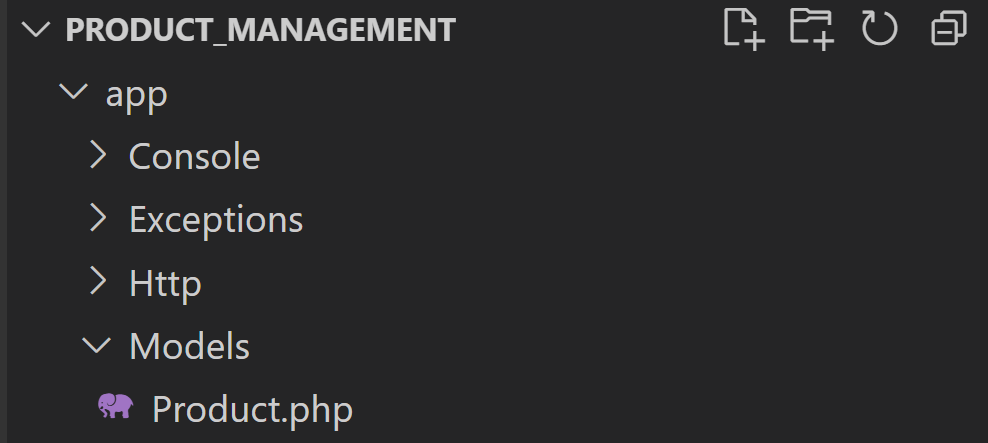 PRODUCT_MANAGEMENT
app
Console
Exceptions
Http
Models
Product.php